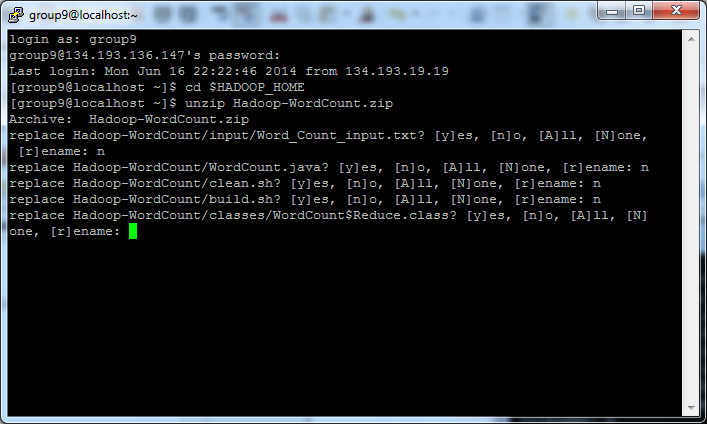 group9@localhost:~
login as: group9
group9@134.193.136.147's password:
Last login: Mon Jun 16 22:22:46 2014 from 134.193.19.19
[group9@localhost ~]$ cd $HADOOP_HOME
[group9@localhost ~]$ unzip Hadoop-WordCount.zip
Archive:  Hadoop-WordCount.zip
replace Hadoop-WordCount/input/Word_Count_input.txt? [y]es, [n]o, [A]ll, [N]one,
 [r]ename: n
replace Hadoop-WordCount/WordCount.java? [y]es, [n]o, [A]ll, [N]one, [r]ename: n
replace Hadoop-WordCount/clean.sh? [y]es, [n]o, [A]ll, [N]one, [r]ename: n
replace Hadoop-WordCount/build.sh? [y]es, [n]o, [A]ll, [N]one, [r]ename: n
replace Hadoop-WordCount/classes/WordCount$Reduce.class? [y]es, [n]o, [A]ll, [N]
one, [r]ename: